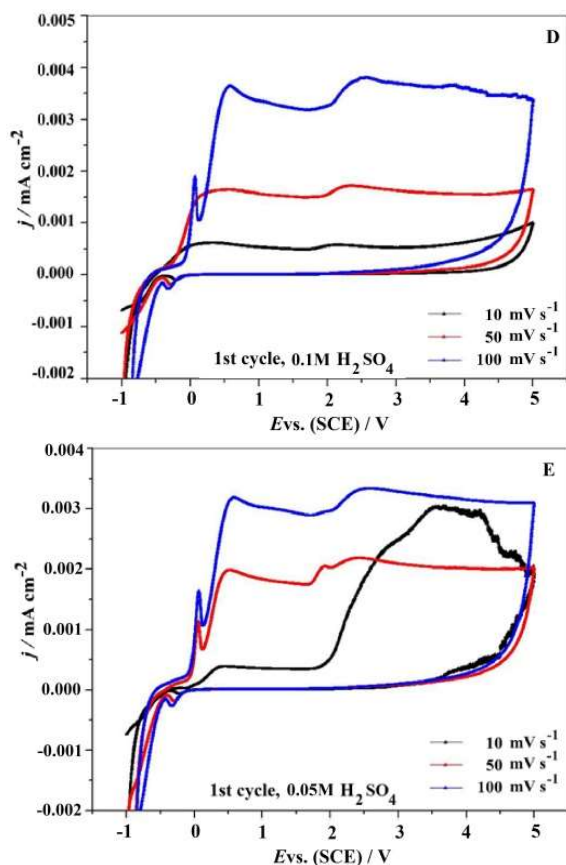 D
0.005
0.004
0.003
0.002
0.001
0.000
-0.001
-0.002
j / mA cm-2
10 mV s-1
50 mV s-1
100 mV s-1
1st cycle, 0.1M H2SO4
-1 0 1 2 3 4 5
Evs. (SCE) / V
E
0.004
0.003
0.002
0.001
0.000
-0.001
-0.002
j / mA cm-2
10 mV s-1
50 mV s-1
100 mV s-1
1st cycle, 0.05M H2SO4
-1 0 1 2 3 4 5
Evs. (SCE) / V